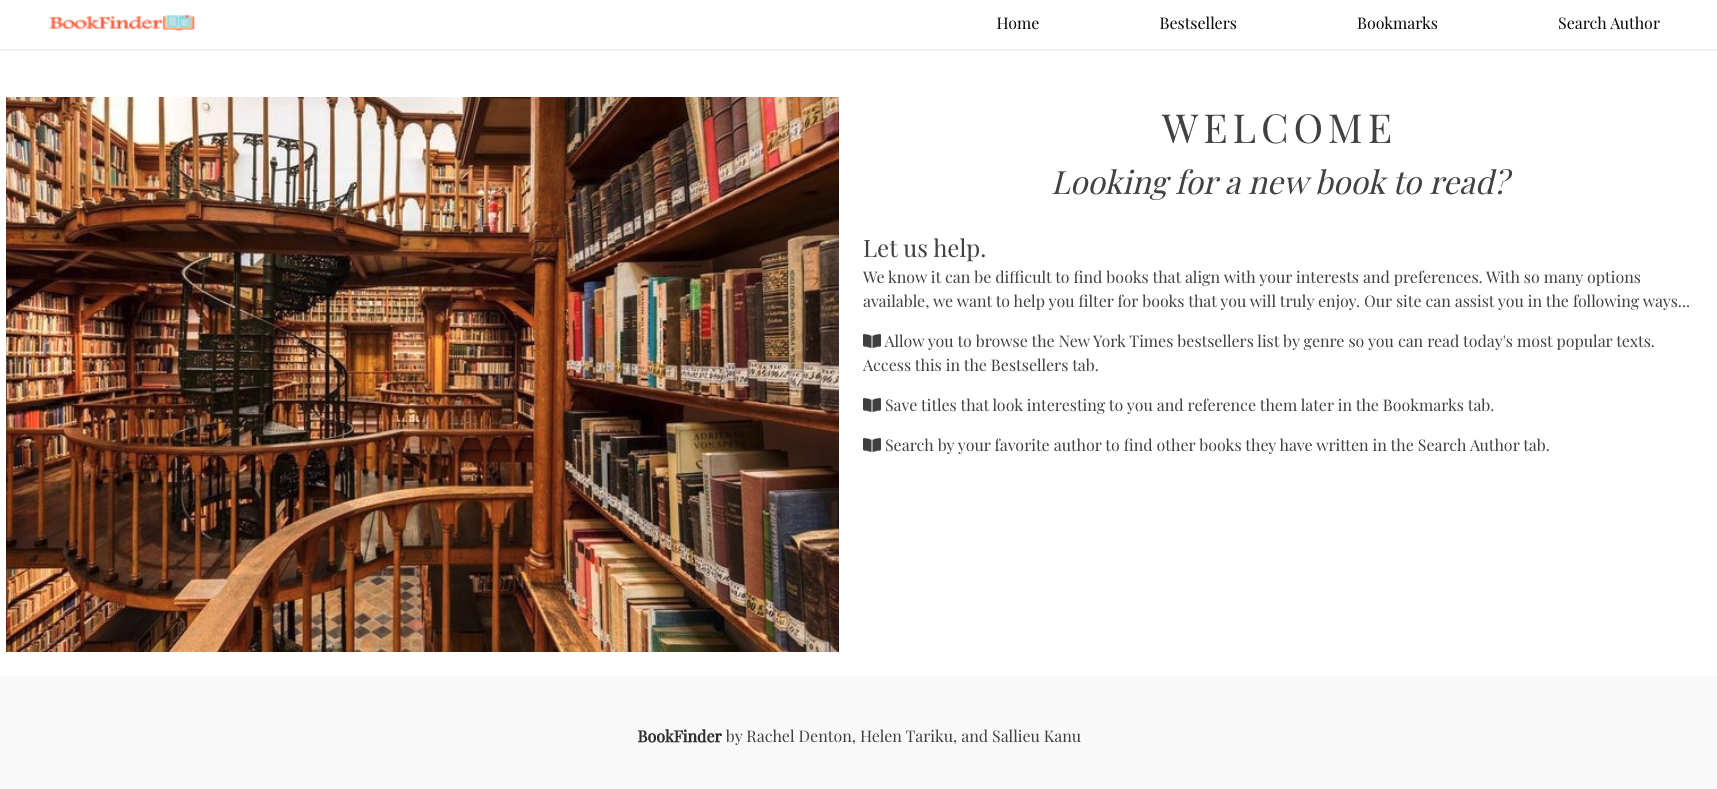 BookFinder
Home
Bestsellers
Bookmarks
Search Author
WELCOME
Looking for a new book to read?
Let us help.
We know it can be difficult to find books that align with your interests and preferences. With so many options
available, we want to help you filter for books that you will truly enjoy. Our site can assist you in the following ways...
Allow you to browse the New York Times bestsellers list by genre so you can read today's most popular texts.
Access this in the Bestsellers tab.
Save titles that look interesting to you and reference them later in the Bookmarks tab.
Search by your favorite author to find other books they have written in the Search Author tab.
BookFinder by Rachel Denton, Helen Tariku, and Sallieu Kanu